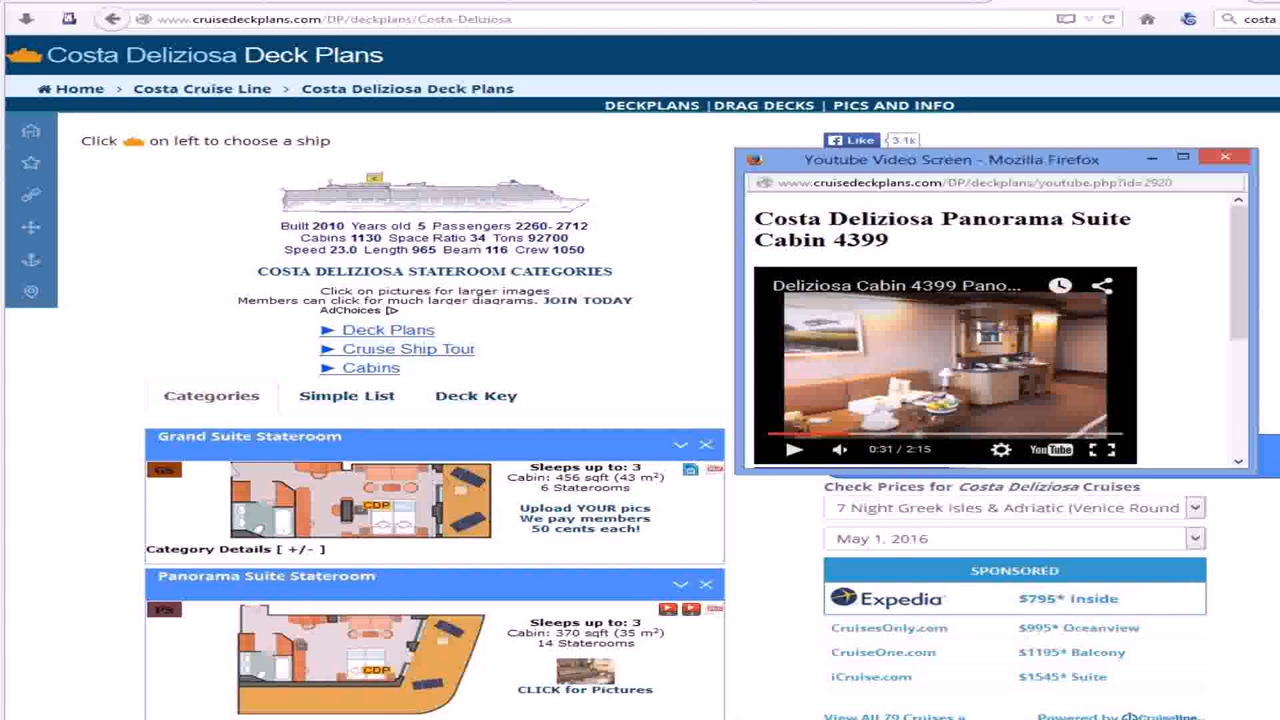 www.cruisedeckplans.com/DP/deckplans/Costa-Deliziosa
costa
Costa Deliziosa Deck Plans
Home › Costa Cruise Line › Costa Deliziosa Deck Plans
DECKPLANS | DRAG DECKS | PICS AND INFO
Click on left to choose a ship
Like 3.1k
Built 2010 Years old 5 Passengers 2260- 2712
Cabins 1130 Space Ratio 34 Tons 92700
Speed 23.0 Length 965 Beam 116 Crew 1050
COSTA DELIZIOSA STATEROOM CATEGORIES
Click on pictures for larger images
Members can click for much larger diagrams. JOIN TODAY
AdChoices
► Deck Plans
► Cruise Ship Tour
► Cabins
Categories Simple List Deck Key
Grand Suite Stateroom
GS
CDP
Sleeps up to: 3
Cabin: 456 sqft (43 m²)
6 Staterooms
Upload YOUR pics
We pay members
50 cents each!
Category Details [ +/- ]
Panorama Suite Stateroom
PS
CDP
Sleeps up to: 3
Cabin: 370 sqft (35 m²)
14 Staterooms
CLICK for Pictures
Youtube Video Screen - Mozilla Firefox
www.cruisedeckplans.com/DP/deckplans/youtube.php?id=2920
Costa Deliziosa Panorama Suite
Cabin 4399
Deliziosa Cabin 4399 Pano...
0:31 / 2:15
YouTube
Check Prices for Costa Deliziosa Cruises
7 Night Greek Isles & Adriatic (Venice Round
May 1, 2016
SPONSORED
Expedia $795* Inside
CruisesOnly.com $995* Oceanview
CruiseOne.com $1195* Balcony
iCruise.com $1545* Suite
View All 79 Cruises
Powered by Cruiseline